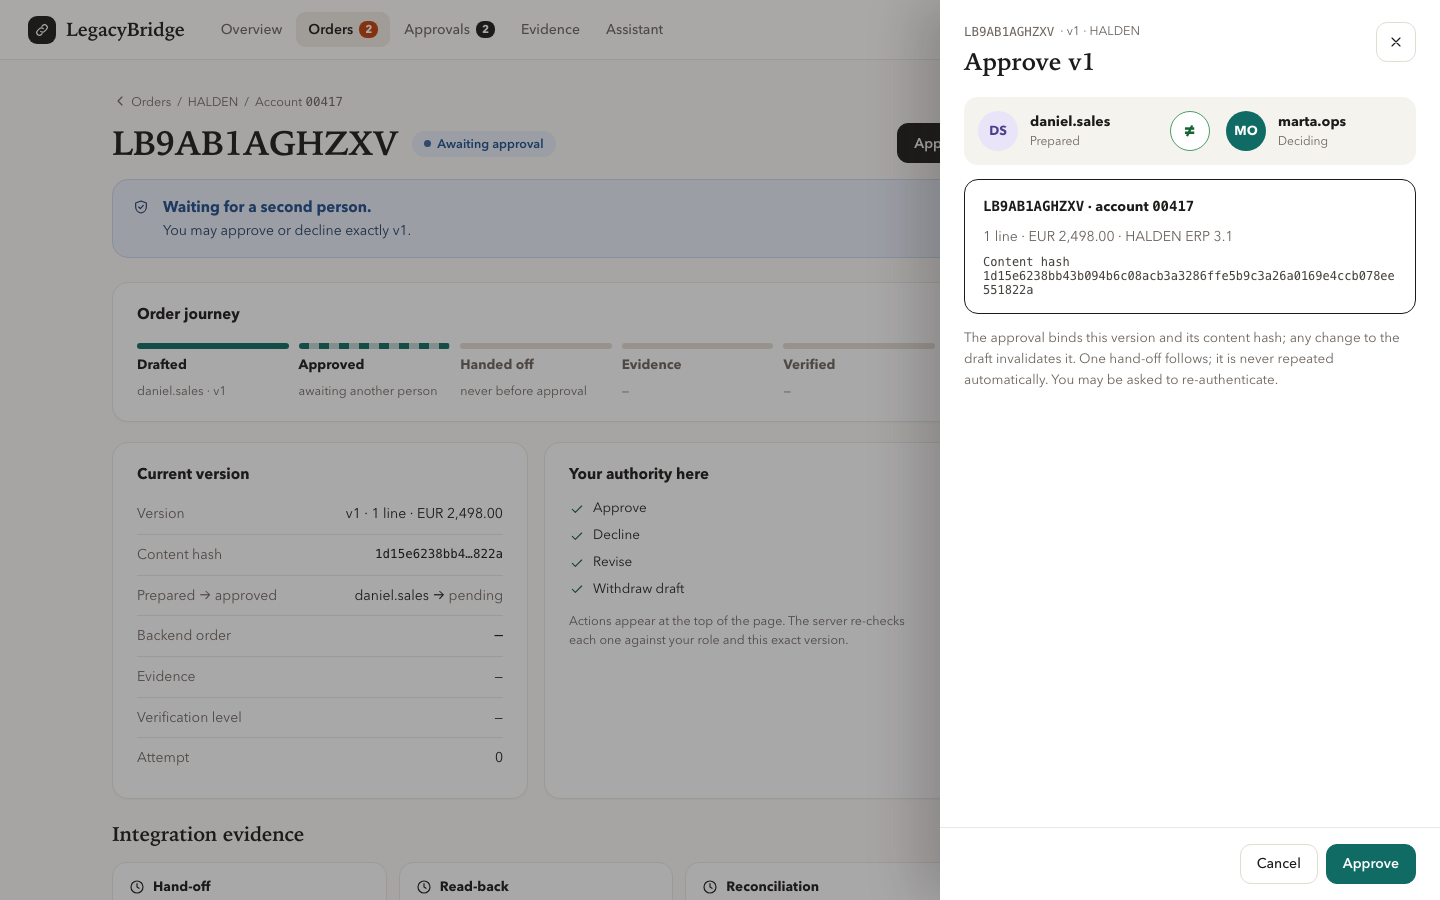 LegacyBridge
Overview
Orders 2
Approvals 2
Evidence
Assistant
Orders / HALDEN / Account 00417
LB9AB1AGHZXV
Awaiting approval
Waiting for a second person.
You may approve or decline exactly v1.
Order journey
Drafted
daniel.sales · v1
Approved
awaiting another person
Handed off
never before approval
Evidence
–
Verified
–
Current version
Version v1 · 1 line · EUR 2,498.00
Content hash 1d15e6238bb4…822a
Prepared → approved daniel.sales → pending
Backend order –
Evidence –
Verification level –
Attempt 0
Your authority here
Approve
Decline
Revise
Withdraw draft
Actions appear at the top of the page. The server re-checks
each one against your role and this exact version.
Integration evidence
Hand-off
Read-back
Reconciliation
LB9AB1AGHZXV · v1 · HALDEN
Approve v1
DS
daniel.sales
Prepared
≠
MO
marta.ops
Deciding
LB9AB1AGHZXV · account 00417
1 line · EUR 2,498.00 · HALDEN ERP 3.1
Content hash
1d15e6238bb43b094b6c08acb3a3286ffe5b9c3a26a0169e4ccb078ee
551822a
The approval binds this version and its content hash; any change to the
draft invalidates it. One hand-off follows; it is never repeated
automatically. You may be asked to re-authenticate.
Cancel
Approve